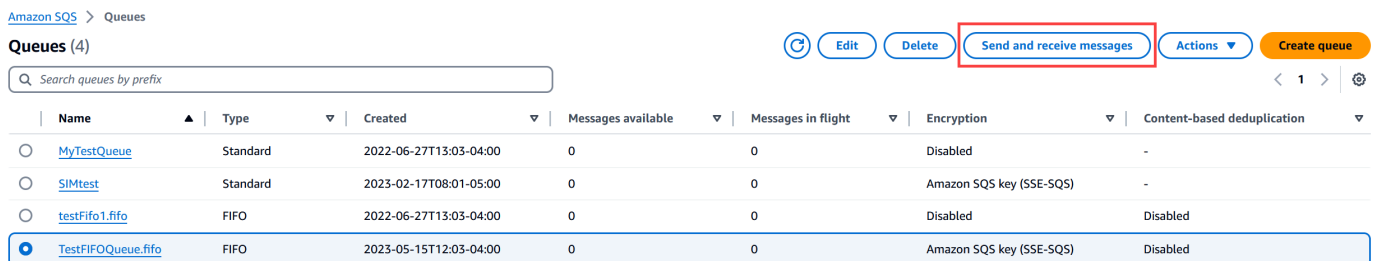 Amazon SQS > Queues
Queues (4)
Edit Delete Send and receive messages Actions Create queue
Search queues by prefix
< 1 >
Name Type Created Messages available Messages in flight Encryption Content-based deduplication
MyTestQueue Standard 2022-06-27T13:03-04:00 0 0 Disabled -
SIMtest Standard 2023-02-17T08:01-05:00 0 0 Amazon SQS key (SSE-SQS) -
testFifo1.fifo FIFO 2022-06-27T13:03-04:00 0 0 Disabled Disabled
TestFIFOQueue.fifo FIFO 2023-05-15T12:03-04:00 0 0 Amazon SQS key (SSE-SQS) Disabled